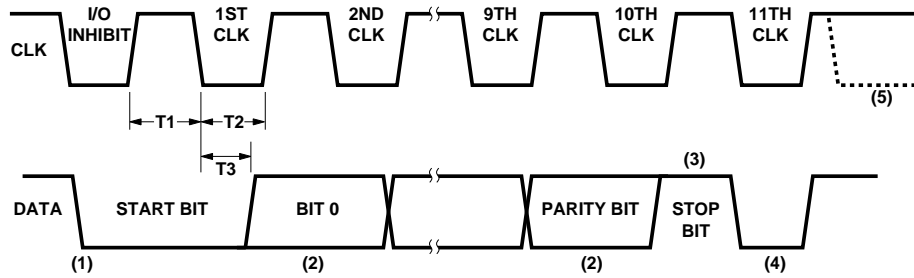 I/O INHIBIT
1ST CLK
2ND CLK
9TH CLK
10TH CLK
11TH CLK
CLK
(5)
T1
T2
T3
(3)
DATA
START BIT
BIT 0
PARITY BIT
STOP BIT
(1)
(2)
(2)
(4)